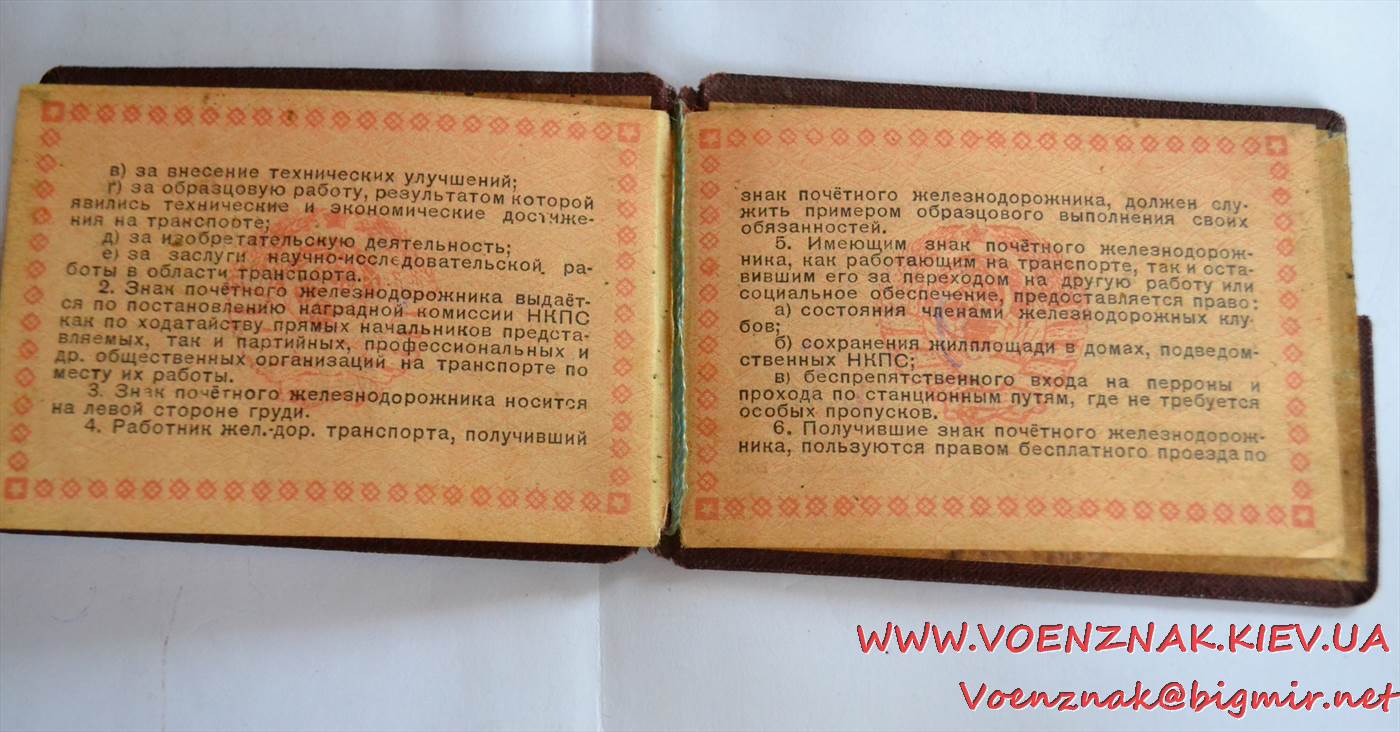 в) за внесение технических улучшений;
г) за образцовую работу, результатом которой
явились технические и экономические достиже-
ния на транспорте;
д) за изобретательскую деятельность;
е) за заслуги научно-исследовательской ра-
боты в области транспорта.
2. Знак почётного железнодорожника выдаёт-
ся по постановлению наградной комиссии НКПС
как по ходатайству прямых начальников предста-
вляемых, так и партийных, профессиональных и
др. общественных организаций на транспорте по
месту их работы.
3. Знак почётного железнодорожника носится
на левой стороне груди.
4. Работник жел.-дор. транспорта, получивший
знак почётного железнодорожника, должен слу-
жить примером образцового выполнения своих
обязанностей.
5. Имеющим знак почётного железнодорож-
ника, как работающим на транспорте, так и оста-
вившим его за переходом на другую работу или
социальное обеспечение, предоставляется право:
а) состояния членами железнодорожных клу-
бов;
б) сохранения жилплощади в домах, подведом-
ственных НКПС;
в) беспрепятственного входа на перроны и
прохода по станционным путям, где не требуется
особых пропусков.
6. Получившие знак почётного железнодорож-
ника, пользуются правом бесплатного проезда по
WWW.VOENZNAK.KIEV.UA
Voenznak@bigmir.net